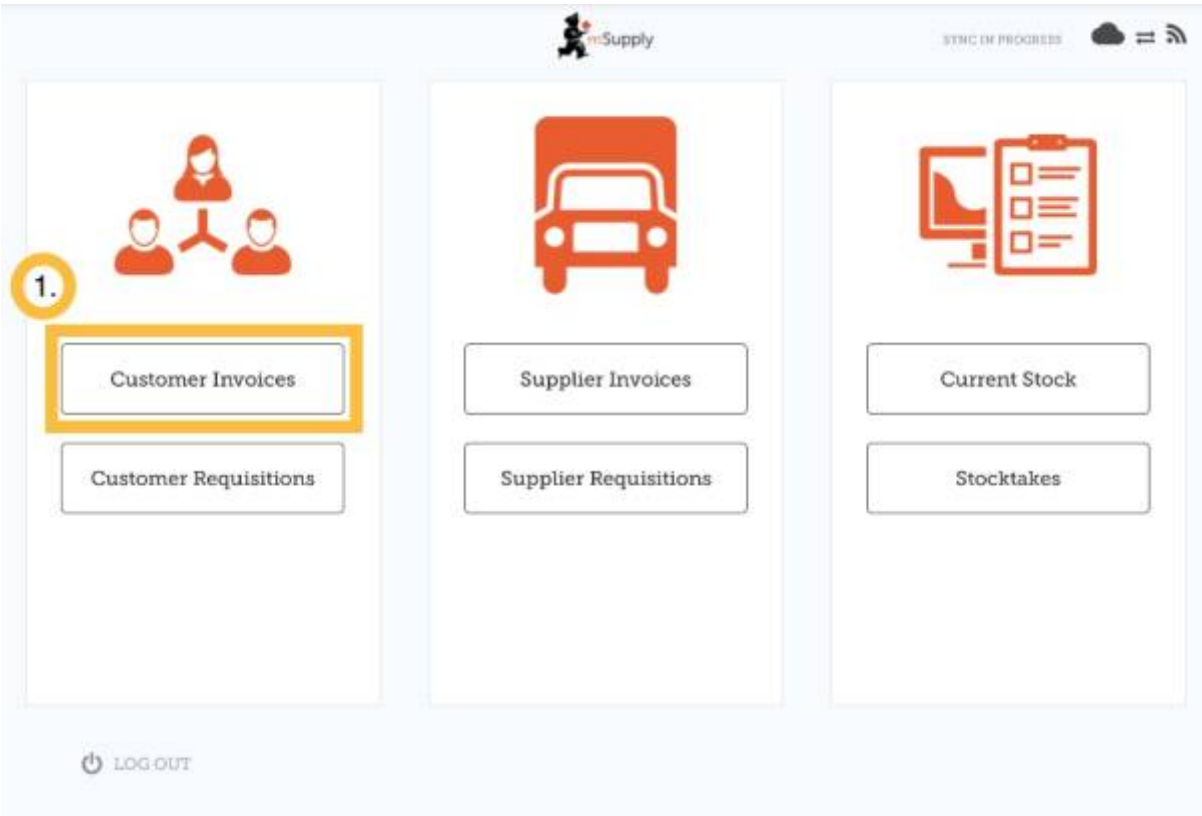 mSupply
SYNC IN PROGRESS
1.
Customer Invoices
Supplier Invoices
Current Stock
Customer Requisitions
Supplier Requisitions
Stocktakes
LOG OUT